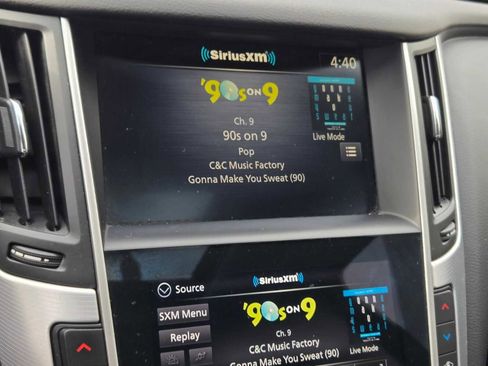 SiriusXM
4:40
'90s on 9
Ch. 9
90s on 9
Pop
C&C Music Factory
Gonna Make You Sweat (90)
Live Mode
Source
SiriusXM
SXM Menu
Replay
'90s on 9
Ch. 9
C&C Music Factory
Gonna Make You Sweat (90)
Live Mode